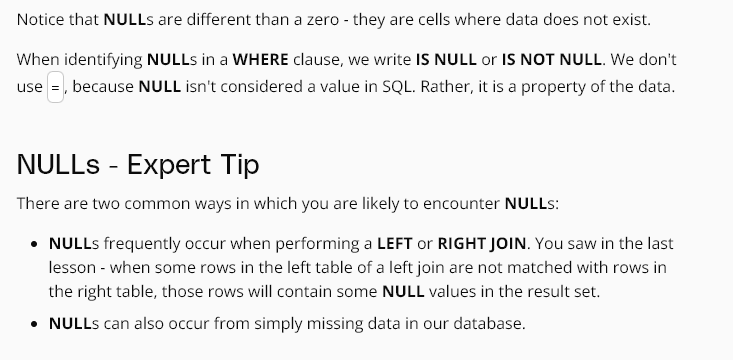 Notice that NULLs are different than a zero - they are cells where data does not exist.
When identifying NULLs in a WHERE clause, we write IS NULL or IS NOT NULL. We don't
use =, because NULL isn't considered a value in SQL. Rather, it is a property of the data.
NULLs - Expert Tip
There are two common ways in which you are likely to encounter NULLs:
• NULLs frequently occur when performing a LEFT or RIGHT JOIN. You saw in the last
lesson - when some rows in the left table of a left join are not matched with rows in
the right table, those rows will contain some NULL values in the result set.
• NULLs can also occur from simply missing data in our database.